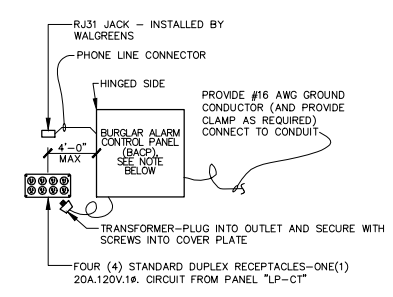 RJ31 JACK – INSTALLED BY
WALGREENS
PHONE LINE CONNECTOR
HINGED SIDE
PROVIDE #16 AWG GROUND
CONDUCTOR (AND PROVIDE
CLAMP AS REQUIRED)
CONNECT TO CONDUIT
BURGLAR ALARM
CONTROL PANEL
(BACP),
SEE NOTE
BELOW
4'-0"
MAX
TRANSFORMER-PLUG INTO OUTLET AND SECURE WITH
SCREWS INTO COVER PLATE
FOUR (4) STANDARD DUPLEX RECEPTACLES-ONE(1)
20A.120V.1ø. CIRCUIT FROM PANEL "LP-CT"